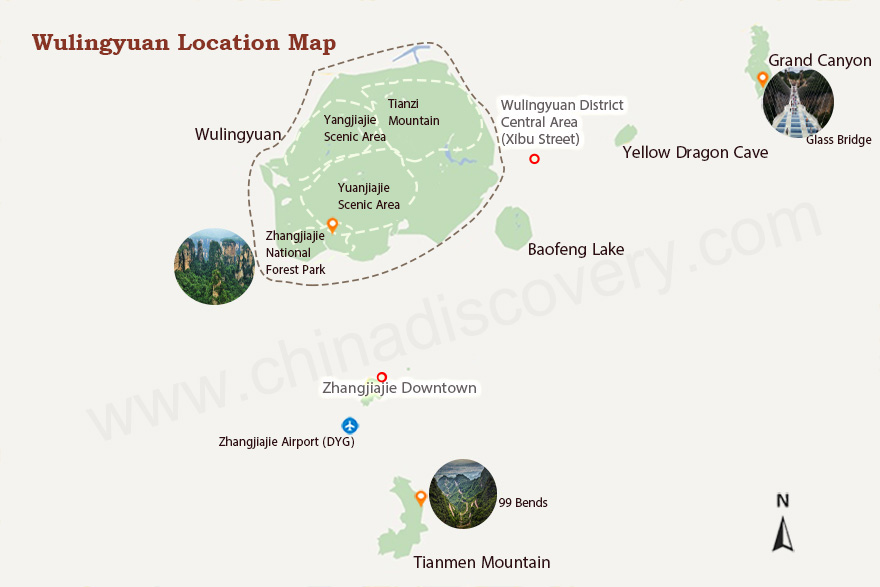 Wulingyuan Location Map
Grand Canyon
Glass Bridge
Tianzi
Mountain
Yangjiajie
Scenic Area
Wulingyuan
Wulingyuan District
Central Area
(XIbu Street)
Yellow Dragon Cave
Yuanjiajie
Scenic Area
Zhangjiajie
National
Forest Park
Baofeng Lake
www.chinadiscovery.com
Zhangjiajie Downtown
Zhangjiajie Airport (DYG)
99 Bends
Tianmen Mountain
N